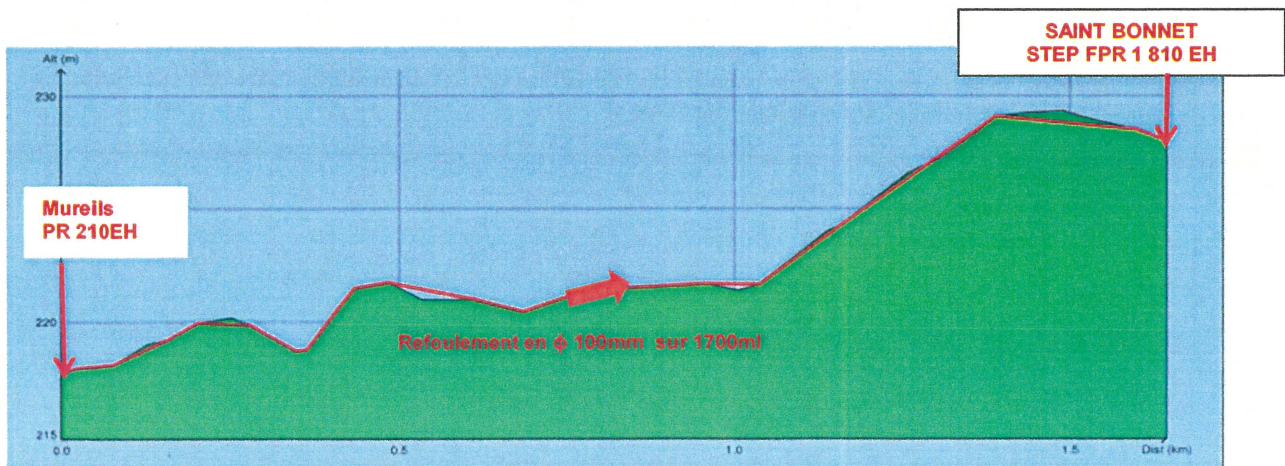 SAINT BONNET
STEP FPR 1 810 EH
Alt (m)
230
Mureils
PR 210EH
220
Refoulement en ϕ 100mm sur 1700ml
215
0.0
0.5
1.0
1.5
Dist (km)